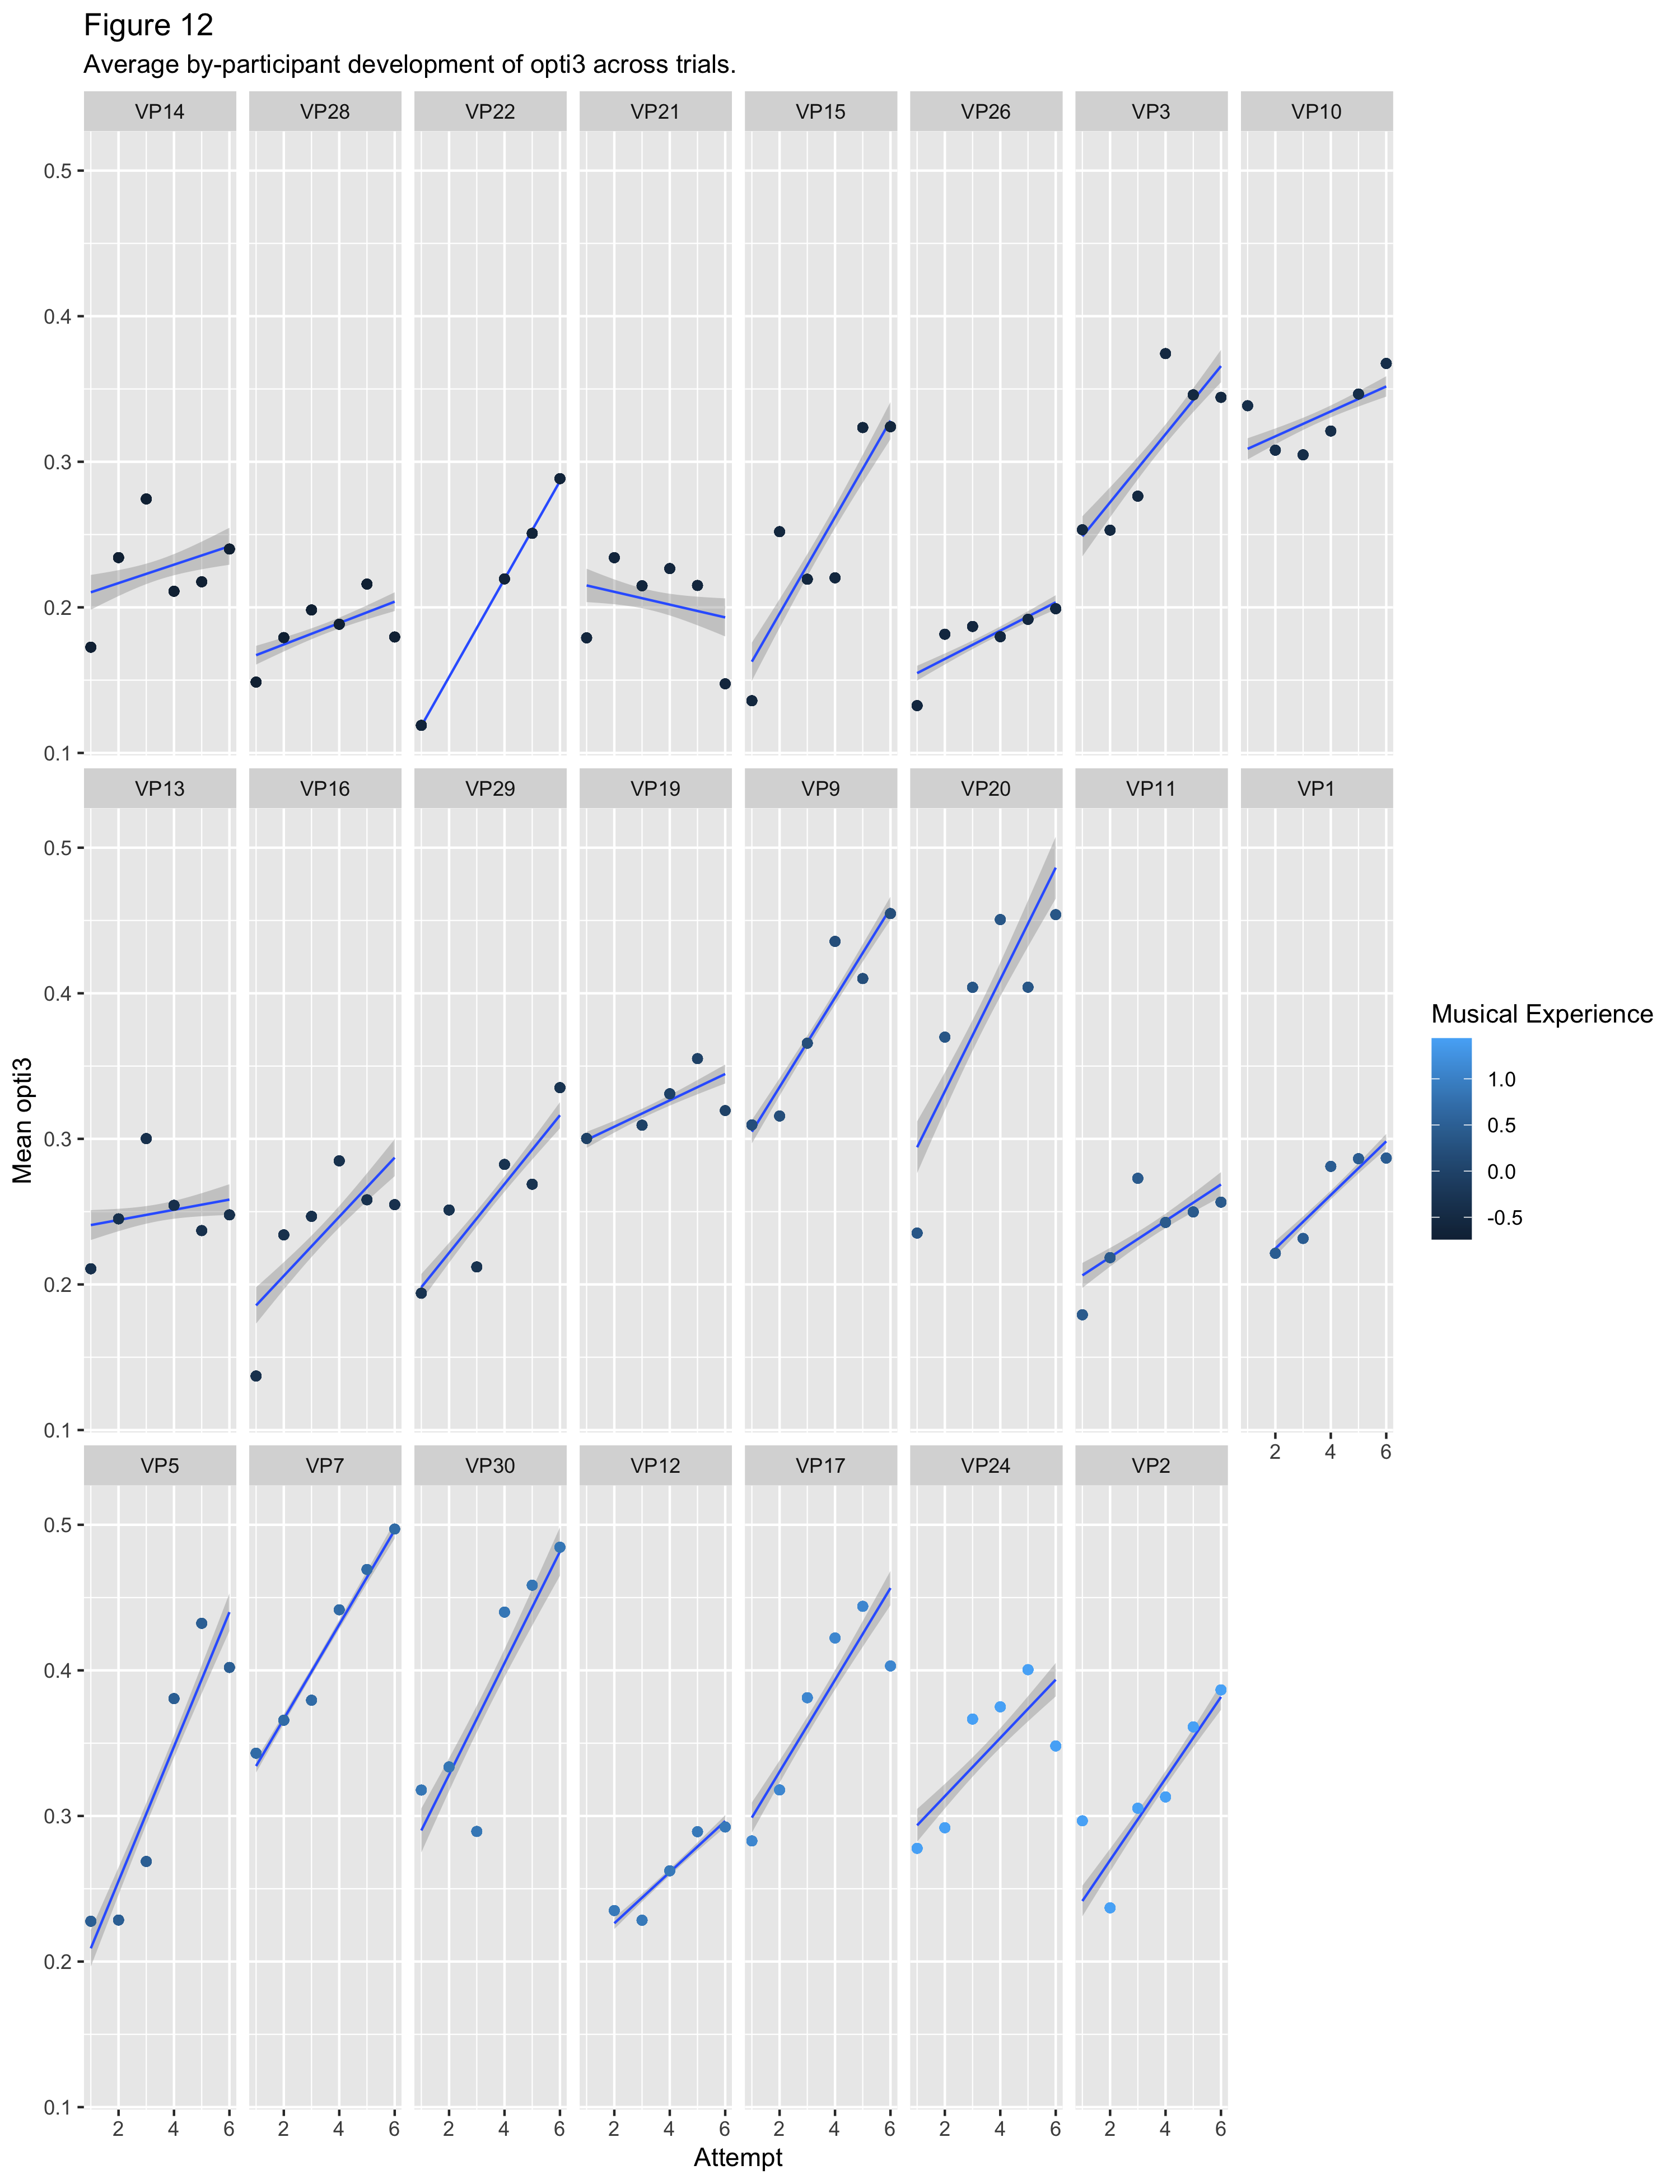 Figure 12
Average by-participant development of opti3 across trials.
VP14 VP28 VP22 VP21 VP15 VP26 VP3 VP10
0.5
0.4
0.3
0.2
0.1
VP13 VP16 VP29 VP19 VP9 VP20 VP11 VP1
0.5
0.4
0.3
0.2
0.1
2 4 6
VP5 VP7 VP30 VP12 VP17 VP24 VP2
0.5
0.4
0.3
0.2
0.1
2 4 6 2 4 6 2 4 6 2 4 6 2 4 6 2 4 6 2 4 6
Attempt
Mean opti3
Musical Experience
1.0
0.5
0.0
-0.5